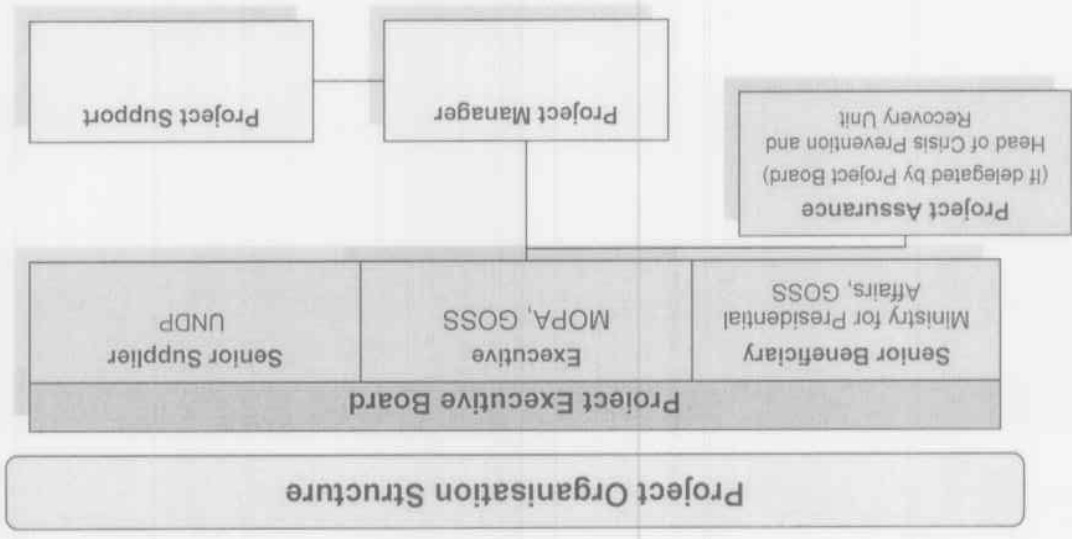 Project Organisation Structure
Project Executive Board
Senior Beneficiary
Ministry for Presidential
Affairs, GOSS
Executive
MOPA, GOSS
Senior Supplier
UNDP
Project Assurance
(If delegated by Project Board)
Head of Crisis Prevention and
Recovery Unit
Project Manager
Project Support